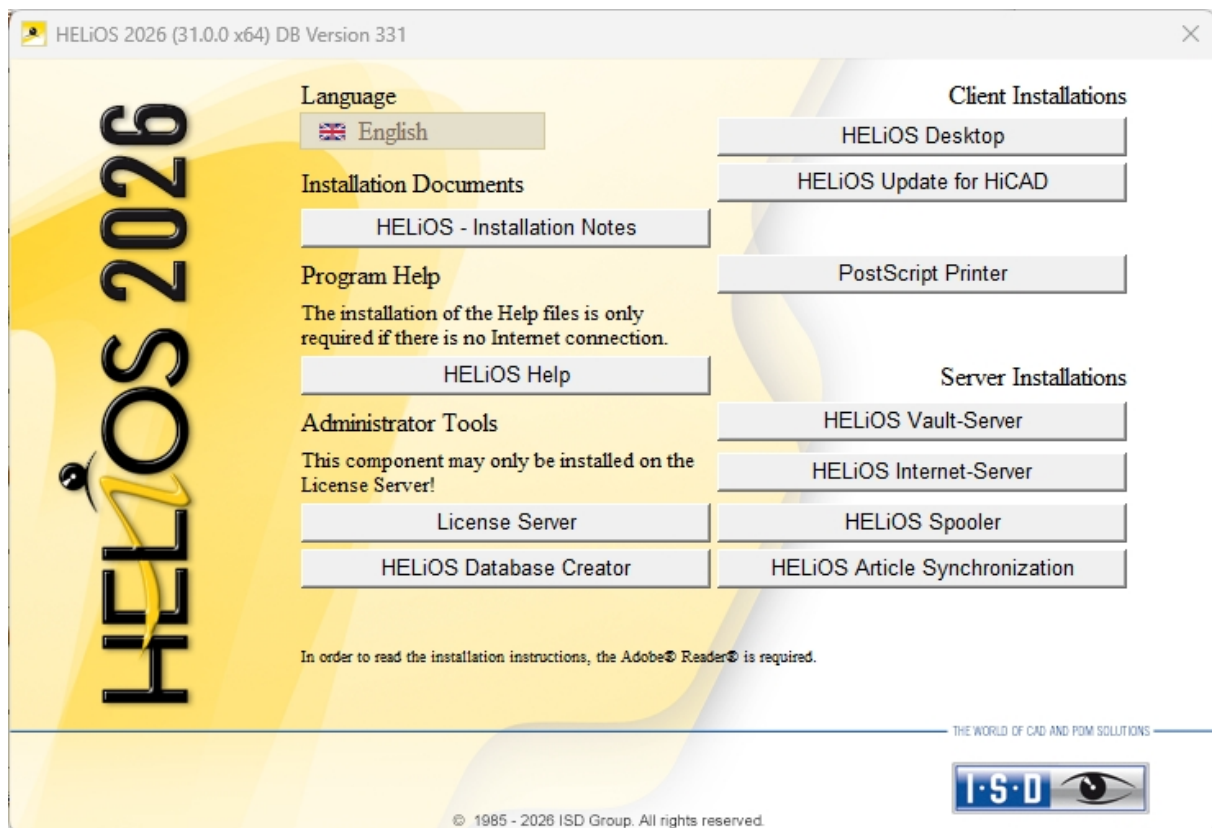 HELiOS 2026 (31.0.0 x64) DB Version 331
HELiOS 2026
Language
English
Installation Documents
HELiOS - Installation Notes
Program Help
The installation of the Help files is only
required if there is no Internet connection.
HELiOS Help
Administrator Tools
This component may only be installed on the
License Server!
License Server
HELiOS Database Creator
Client Installations
HELiOS Desktop
HELiOS Update for HiCAD
PostScript Printer
Server Installations
HELiOS Vault-Server
HELiOS Internet-Server
HELiOS Spooler
HELiOS Article Synchronization
In order to read the installation instructions, the Adobe® Reader® is required.
THE WORLD OF CAD AND PDM SOLUTIONS
I·S·D
© 1985 - 2026 ISD Group. All rights reserved.